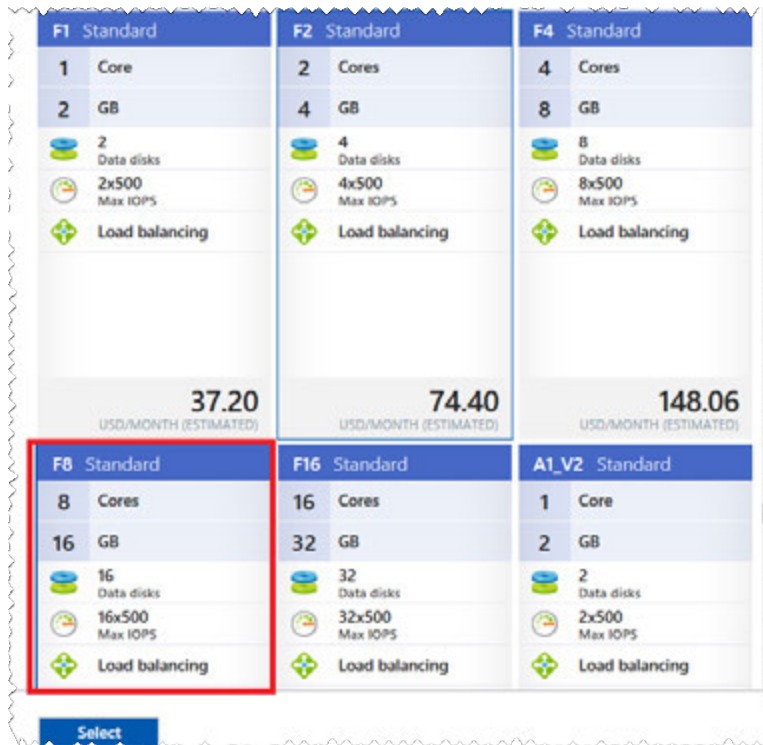 F1 Standard
1 Core
2 GB
2
Data disks
2x500
Max IOPS
Load balancing
37.20
USD/MONTH (ESTIMATED)
F2 Standard
2 Cores
4 GB
4
Data disks
4x500
Max IOPS
Load balancing
74.40
USD/MONTH (ESTIMATED)
F4 Standard
4 Cores
8 GB
8
Data disks
8x500
Max IOPS
Load balancing
148.06
USD/MONTH (ESTIMATED)
F8 Standard
8 Cores
16 GB
16
Data disks
16x500
Max IOPS
Load balancing
F16 Standard
16 Cores
32 GB
32
Data disks
32x500
Max IOPS
Load balancing
A1_V2 Standard
1 Core
2 GB
2
Data disks
2x500
Max IOPS
Load balancing
Select